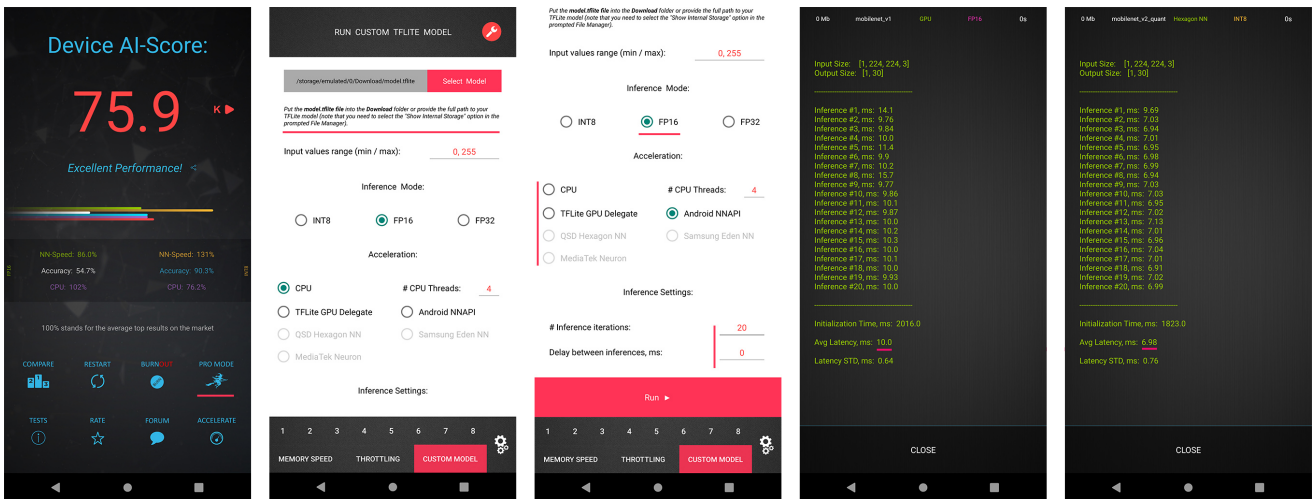 Device AI-Score:
75.9
K
Excellent Performance!
NN-Speed: 86.0%
NN-Speed: 131%
FP16
Accuracy: 54.7%
Accuracy: 90.3%
INT8
CPU: 102%
CPU: 76.2%
100% stands for the average top results on the market
COMPARE
RESTART
BURNOUT
PRO MODE
TESTS
RATE
FORUM
ACCELERATE
RUN CUSTOM TFLITE MODEL
/storage/emulated/0/Download/model.tflite
Select Model
Put the model.tflite file into the Download folder or provide the full path to your
TFLite model (note that you need to select the "Show Internal Storage" option in the
prompted File Manager).
Input values range (min / max):
0, 255
Inference Mode:
INT8
FP16
FP32
Acceleration:
CPU
# CPU Threads:
4
TFLite GPU Delegate
Android NNAPI
QSD Hexagon NN
Samsung Eden NN
MediaTek Neuron
Inference Settings:
1 2 3 4 5 6 7 8
MEMORY SPEED
THROTTLING
CUSTOM MODEL
Put the model.tflite file into the Download folder or provide the full path to your
TFLite model (note that you need to select the "Show Internal Storage" option in the
prompted File Manager).
Input values range (min / max):
0, 255
Inference Mode:
INT8
FP16
FP32
Acceleration:
CPU
# CPU Threads:
4
TFLite GPU Delegate
Android NNAPI
QSD Hexagon NN
Samsung Eden NN
MediaTek Neuron
Inference Settings:
# Inference iterations:
20
Delay between inferences, ms:
0
Run
1 2 3 4 5 6 7 8
MEMORY SPEED
THROTTLING
CUSTOM MODEL
0 Mb mobilenet_v1 GPU FP16 0s
Input Size: [1, 224, 224, 3]
Output Size: [1, 30]
Inference #1, ms: 14.1
Inference #2, ms: 9.76
Inference #3, ms: 9.84
Inference #4, ms: 10.0
Inference #5, ms: 11.4
Inference #6, ms: 9.9
Inference #7, ms: 10.2
Inference #8, ms: 15.7
Inference #9, ms: 9.77
Inference #10, ms: 9.86
Inference #11, ms: 10.1
Inference #12, ms: 9.87
Inference #13, ms: 10.0
Inference #14, ms: 10.2
Inference #15, ms: 10.3
Inference #16, ms: 10.0
Inference #17, ms: 10.1
Inference #18, ms: 10.0
Inference #19, ms: 9.93
Inference #20, ms: 10.0
Initialization Time, ms: 2016.0
Avg Latency, ms: 10.0
Latency STD, ms: 0.64
CLOSE
0 Mb mobilenet_v2_quant Hexagon NN INT8 0s
Input Size: [1, 224, 224, 3]
Output Size: [1, 30]
Inference #1, ms: 9.69
Inference #2, ms: 7.03
Inference #3, ms: 6.94
Inference #4, ms: 7.01
Inference #5, ms: 6.95
Inference #6, ms: 6.98
Inference #7, ms: 6.99
Inference #8, ms: 6.94
Inference #9, ms: 7.03
Inference #10, ms: 7.03
Inference #11, ms: 6.95
Inference #12, ms: 7.02
Inference #13, ms: 7.13
Inference #14, ms: 7.01
Inference #15, ms: 6.96
Inference #16, ms: 7.04
Inference #17, ms: 7.01
Inference #18, ms: 6.91
Inference #19, ms: 7.02
Inference #20, ms: 6.99
Initialization Time, ms: 1823.0
Avg Latency, ms: 6.98
Latency STD, ms: 0.76
CLOSE